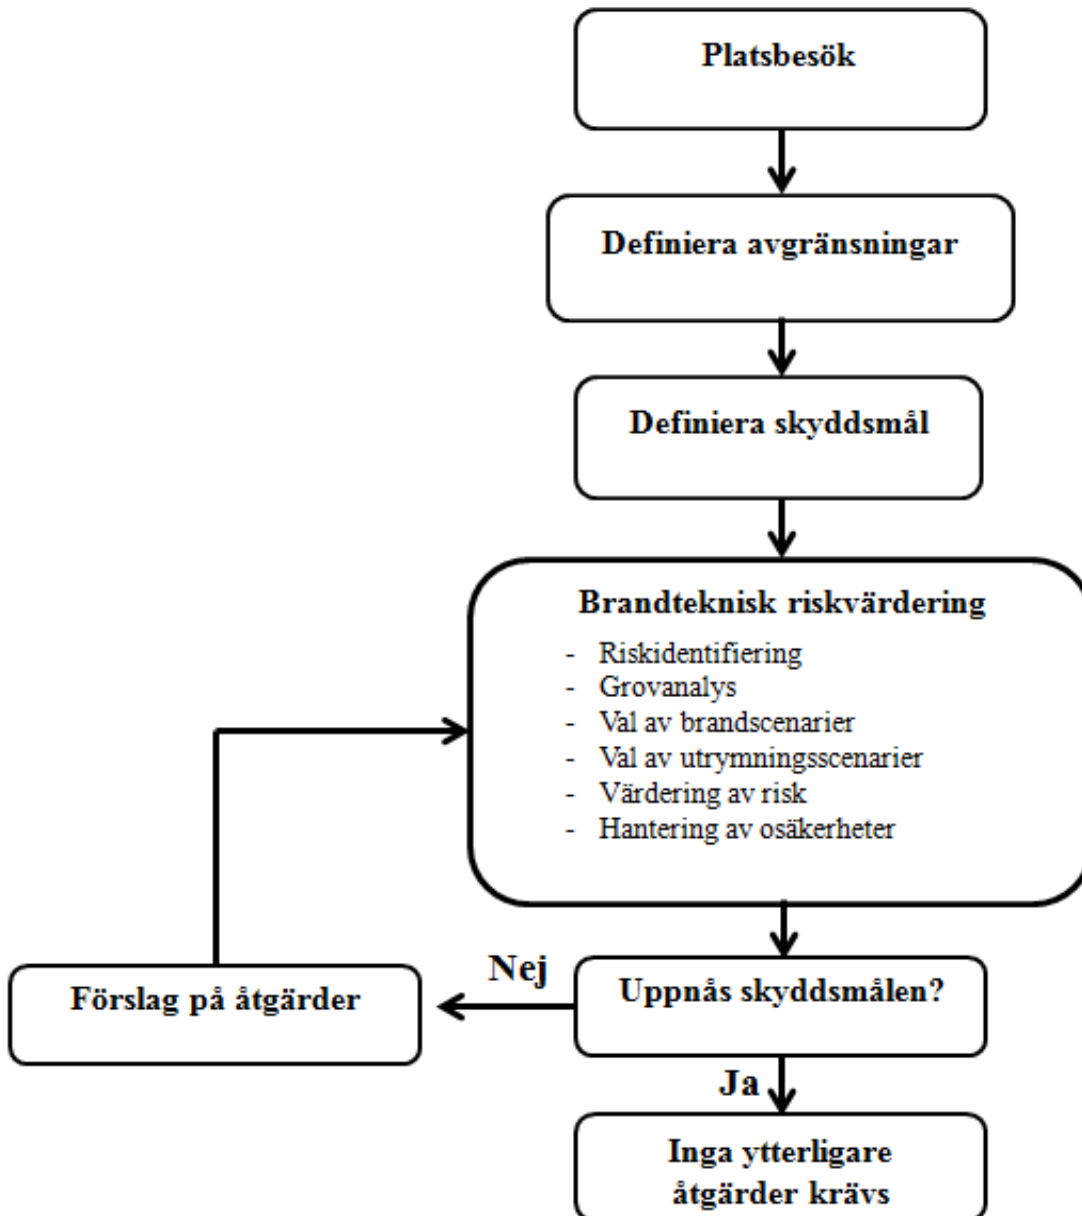 Platsbesök
Definiera avgränsningar
Definiera skyddsmål
Brandteknisk riskvärdering
- Riskidentifiering
- Grovanalys
- Val av brandscenarier
- Val av utrymningsscenarier
- Värdering av risk
- Hantering av osäkerheter
Uppnås skyddsmålen?
Nej
Förslag på åtgärder
Ja
Inga ytterligare
åtgärder krävs